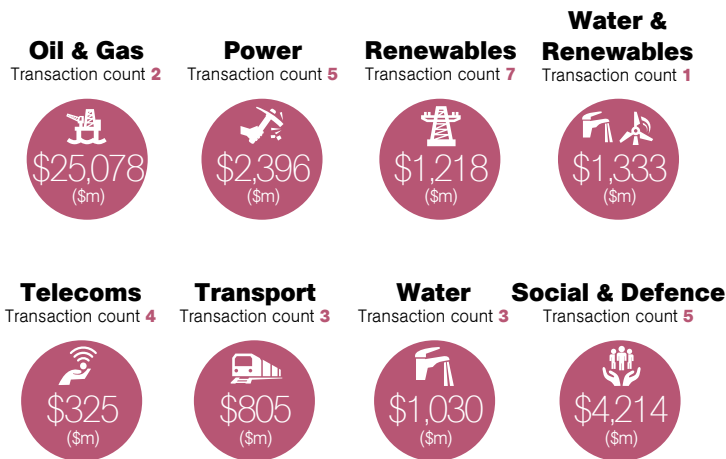 Oil & Gas
Transaction count 2
$25,078
($m)
Power
Transaction count 5
$2,396
($m)
Renewables
Transaction count 7
$1,218
($m)
Water &
Renewables
Transaction count 1
$1,333
($m)
Telecoms
Transaction count 4
$325
($m)
Transport
Transaction count 3
$805
($m)
Water
Transaction count 3
$1,030
($m)
Social & Defence
Transaction count 5
$4,214
($m)